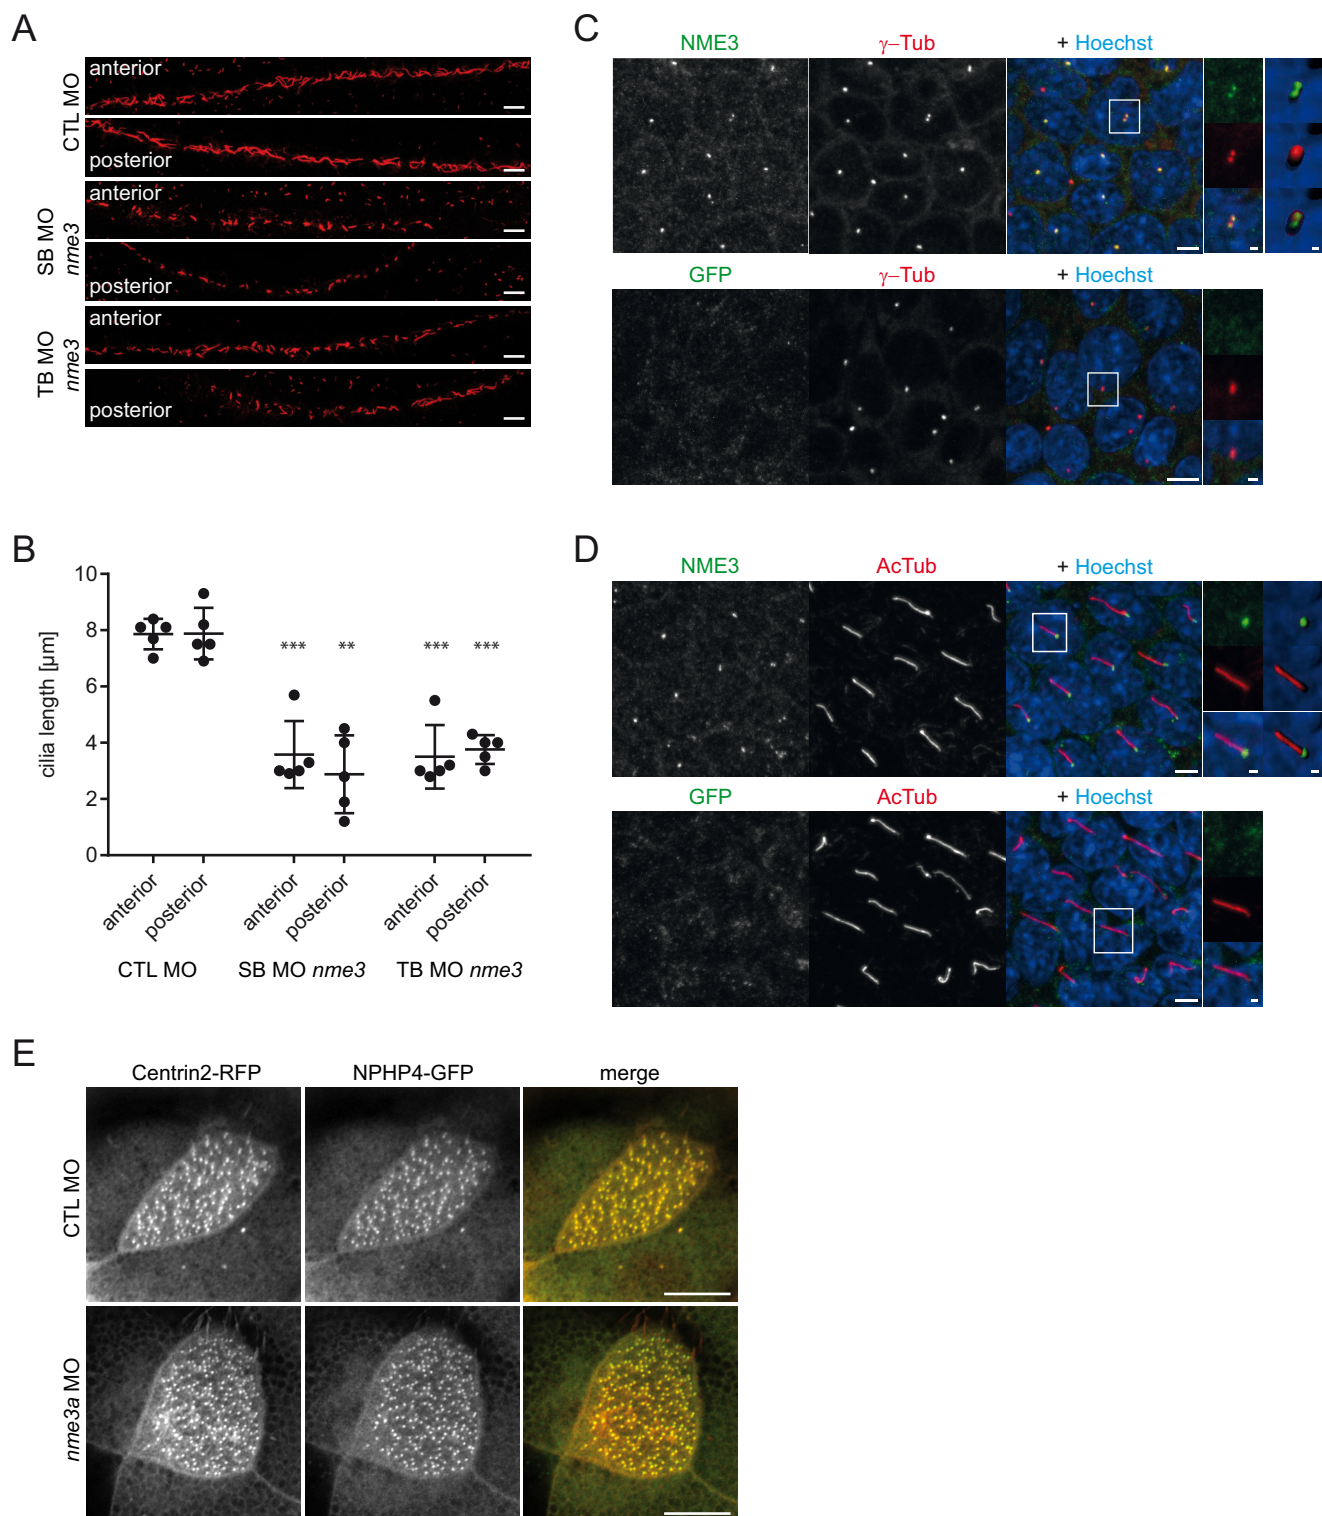 A
CTL MO
anterior
posterior
SB MO
nme3
anterior
posterior
TB MO
nme3
anterior
posterior
B
cilia length [µm]
10
8
6
4
2
0
*** ** *** ***
anterior posterior anterior posterior anterior posterior
CTL MO SB MO nme3 TB MO nme3
C
NME3 γ–Tub + Hoechst
GFP γ–Tub + Hoechst
D
NME3 AcTub + Hoechst
GFP AcTub + Hoechst
E
Centrin2-RFP NPHP4-GFP merge
CTL MO
nme3a MO